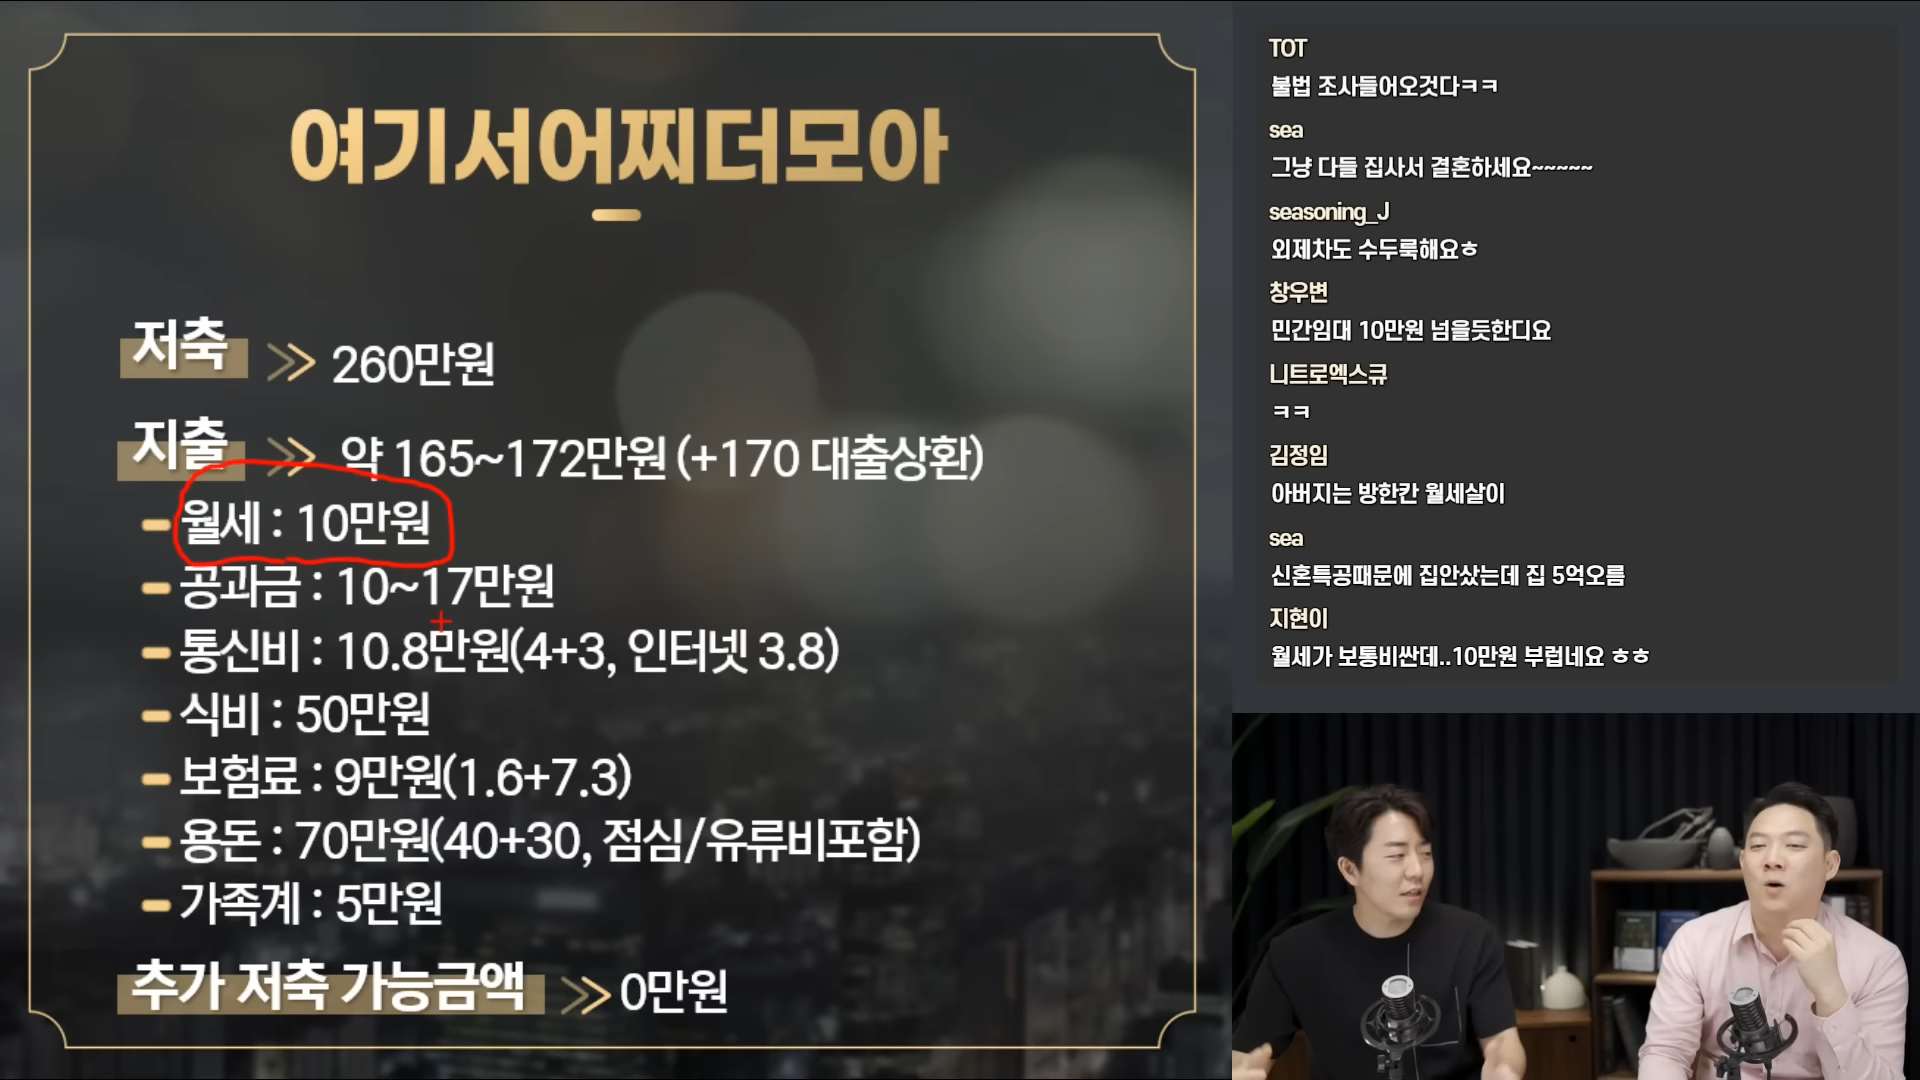 여기서어찌더모아
저축 >> 260만원
지출 >> 약 165~172만원 (+170 대출상환)
월세 : 10만원
공과금 : 10~17만원
통신비 : 10.8만원(4+3, 인터넷 3.8)
식비 : 50만원
보험료 : 9만원(1.6+7.3)
용돈 : 70만원(40+30, 점심/유류비포함)
가족계 : 5만원
추가 저축 가능금액 >> 0만원
TOT
불법 조사들어오것다ㅋㅋ
sea
그냥 다들 집사서 결혼하세요~~~~~
seasoning_J
외제차도 수두룩해요ㅎ
창우변
민간임대 10만원 넘을듯한디요
니트로엑스큐
ㅋㅋ
김정임
아버지는 방한칸 월세살이
sea
신혼특공때문에 집안샀는데 집 5억오름
지현이
월세가 보통비싼데..10만원 부럽네요 ㅎㅎ